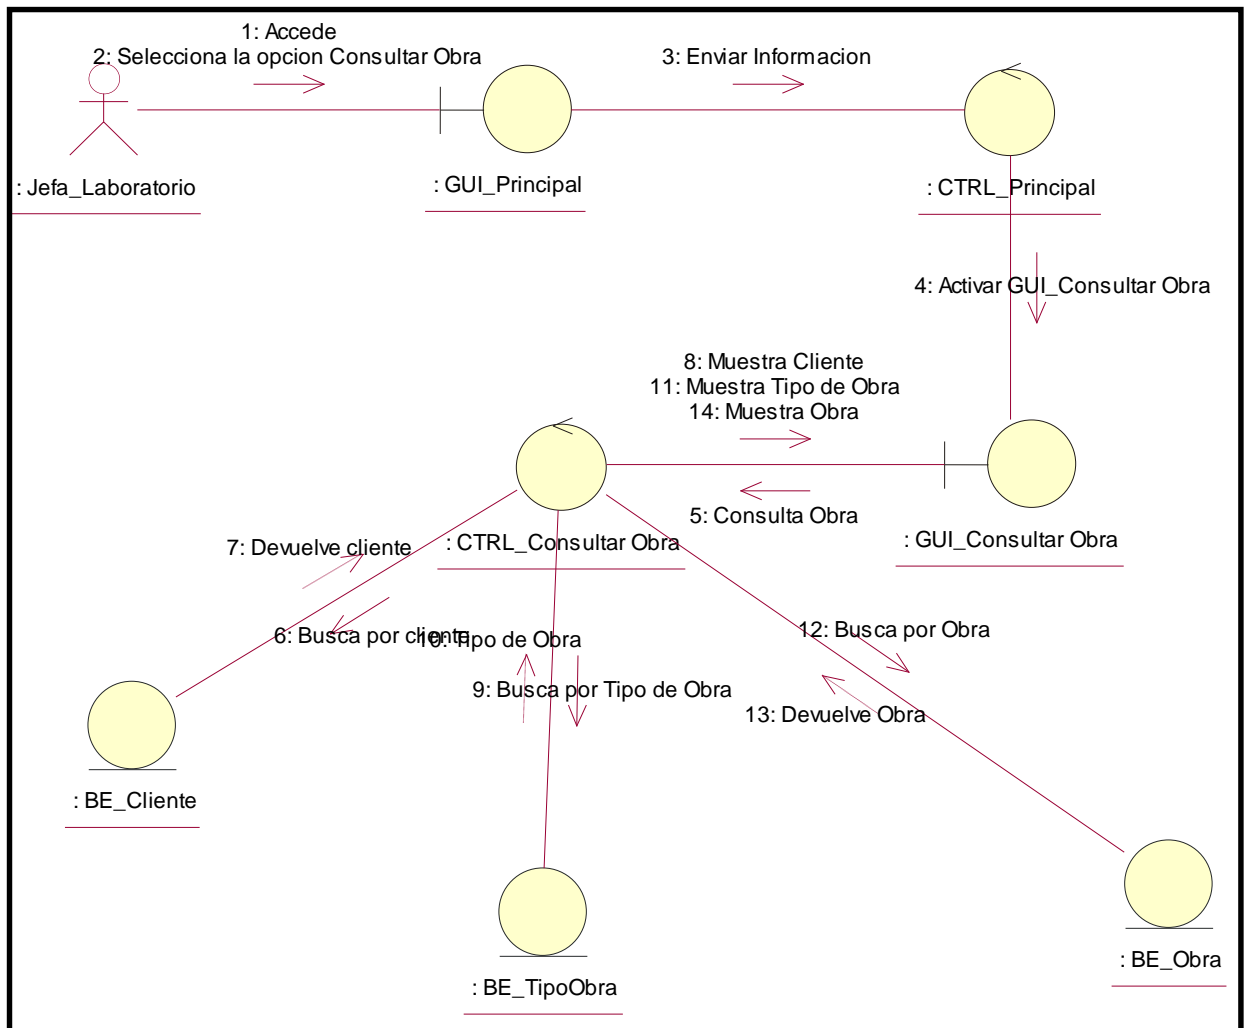 1: Accede
2: Selecciona la opcion Consultar Obra
3: Enviar Informacion
: Jefa_Laboratorio
: GUI_Principal
: CTRL_Principal
4: Activar GUI_Consultar Obra
8: Muestra Cliente
11: Muestra Tipo de Obra
14: Muestra Obra
5: Consulta Obra
7: Devuelve cliente
: CTRL_Consultar Obra
: GUI_Consultar Obra
6: Busca por cliente
10: Tipo de Obra
12: Busca por Obra
9: Busca por Tipo de Obra
13: Devuelve Obra
: BE_Cliente
: BE_TipoObra
: BE_Obra